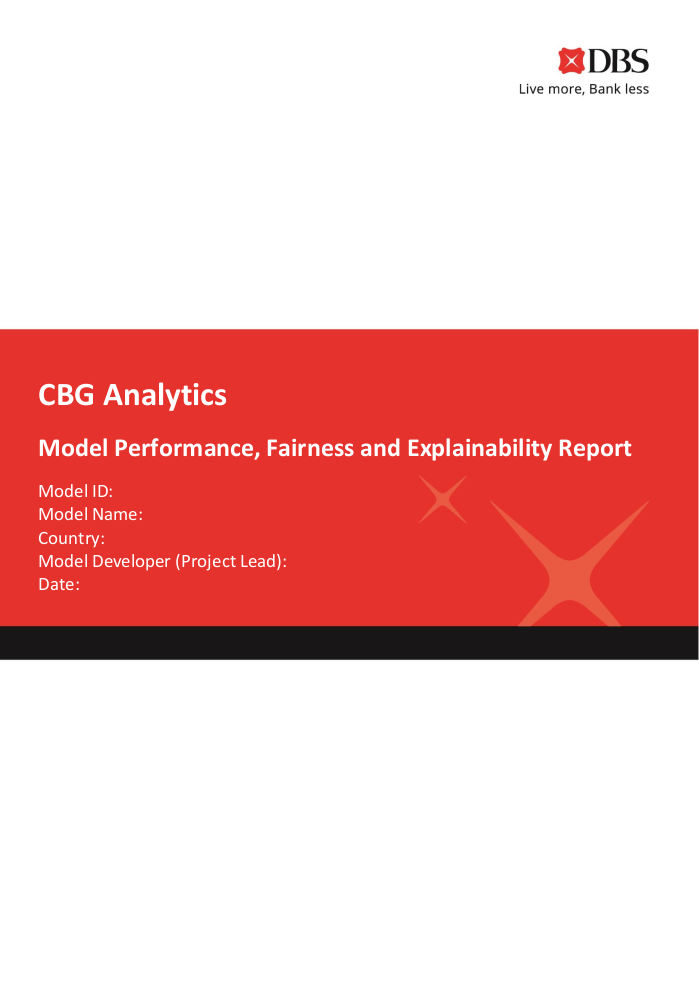 DBS
Live more, Bank less
CBG Analytics
Model Performance, Fairness and Explainability Report
Model ID:
Model Name:
Country:
Model Developer (Project Lead):
Date: